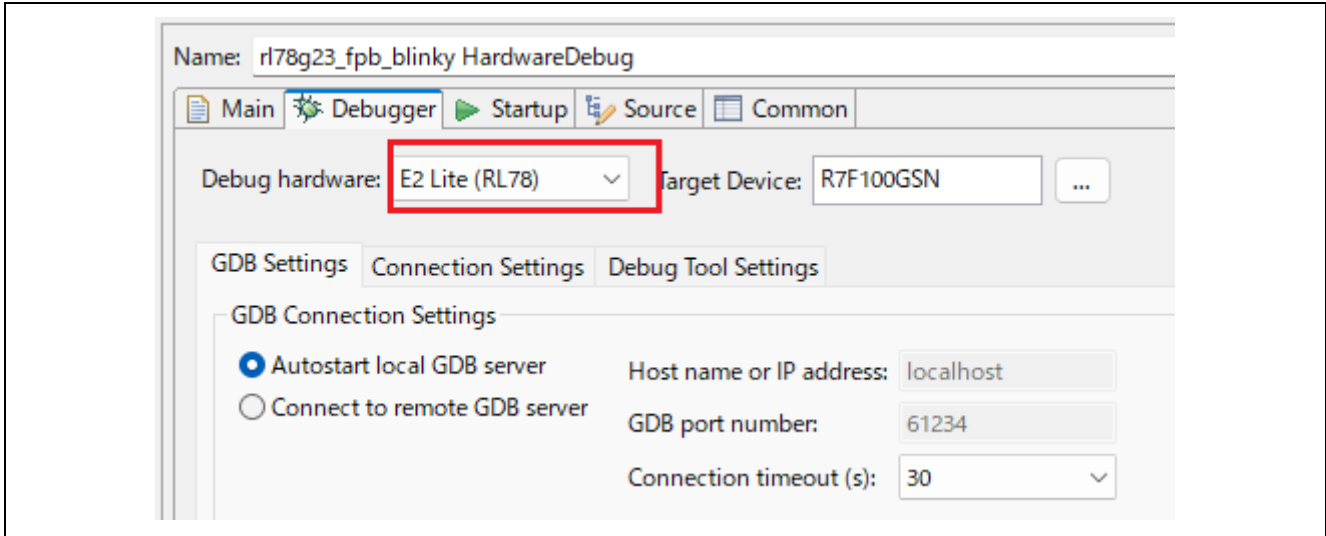 Name: rl78g23_fpb_blinky HardwareDebug
Main Debugger Startup Source Common
Debug hardware: E2 Lite (RL78) Target Device: R7F100GSN ...
GDB Settings Connection Settings Debug Tool Settings
GDB Connection Settings
Autostart local GDB server Host name or IP address: localhost
Connect to remote GDB server
GDB port number: 61234
Connection timeout (s): 30